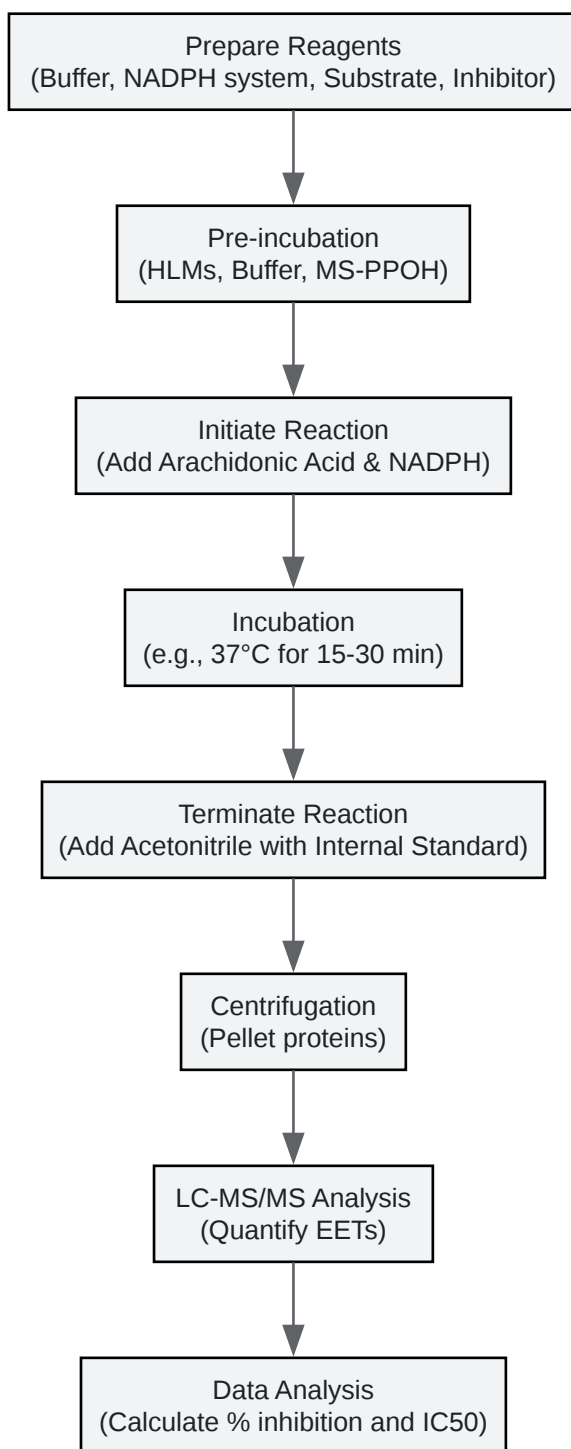 Prepare Reagents
(Buffer, NADPH system, Substrate, Inhibitor)
Pre-incubation
(HLMs, Buffer, MS-PPOH)
Initiate Reaction
(Add Arachidonic Acid & NADPH)
Incubation
(e.g., 37°C for 15-30 min)
Terminate Reaction
(Add Acetonitrile with Internal Standard)
Centrifugation
(Pellet proteins)
LC-MS/MS Analysis
(Quantify EETs)
Data Analysis
(Calculate % inhibition and IC50)